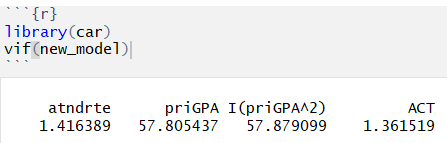 ```{r}
library(car)
vif(new_model)
```
atndrte priGPA I(priGPA^2) ACT
1.416389 57.805437 57.879099 1.361519